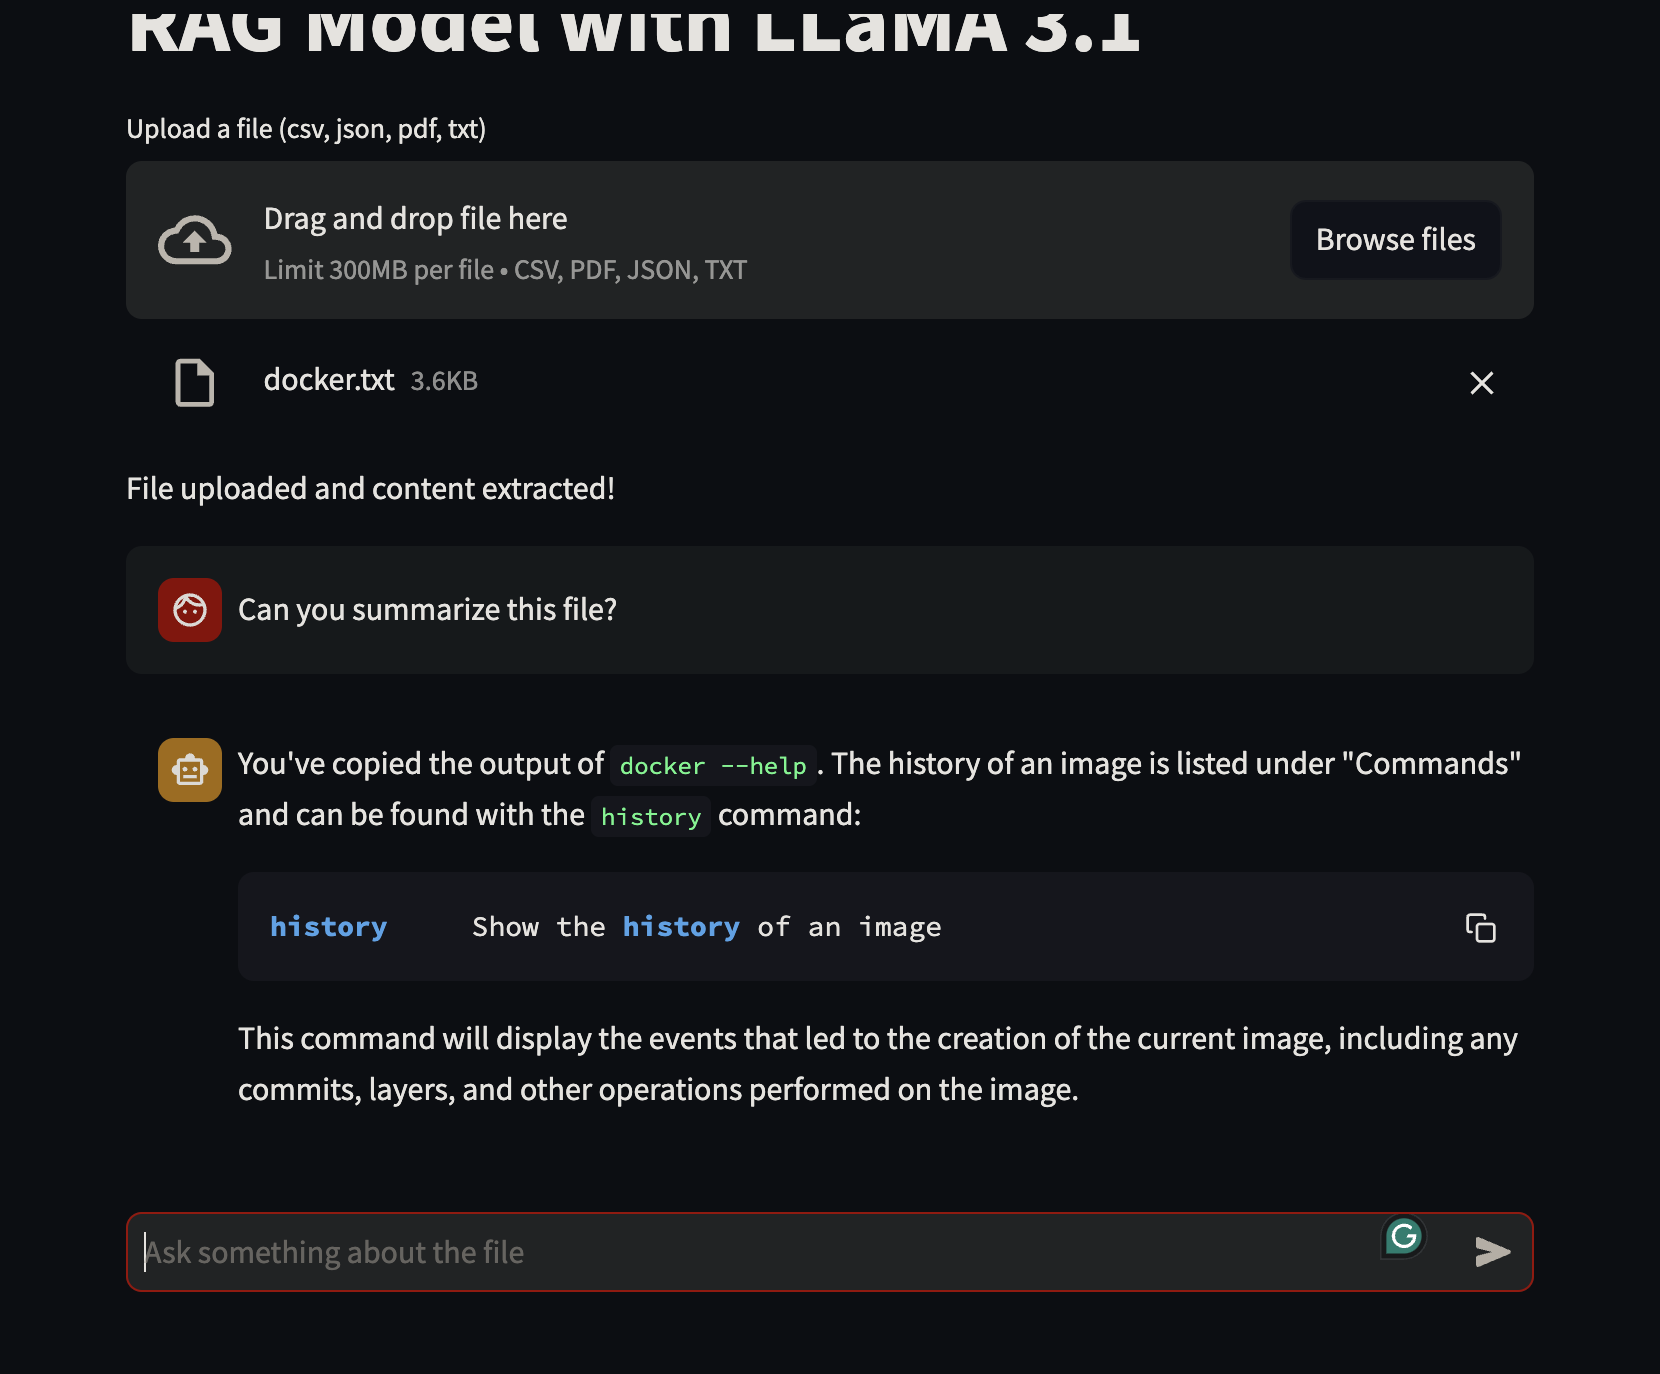 RAG Model with LLaMA 3.1
Upload a file (csv, json, pdf, txt)
Drag and drop file here
Limit 300MB per file • CSV, PDF, JSON, TXT
Browse files
docker.txt 3.6KB
File uploaded and content extracted!
Can you summarize this file?
You've copied the output of docker --help. The history of an image is listed under "Commands"
and can be found with the history command:
history     Show the history of an image
This command will display the events that led to the creation of the current image, including any
commits, layers, and other operations performed on the image.
Ask something about the file
G